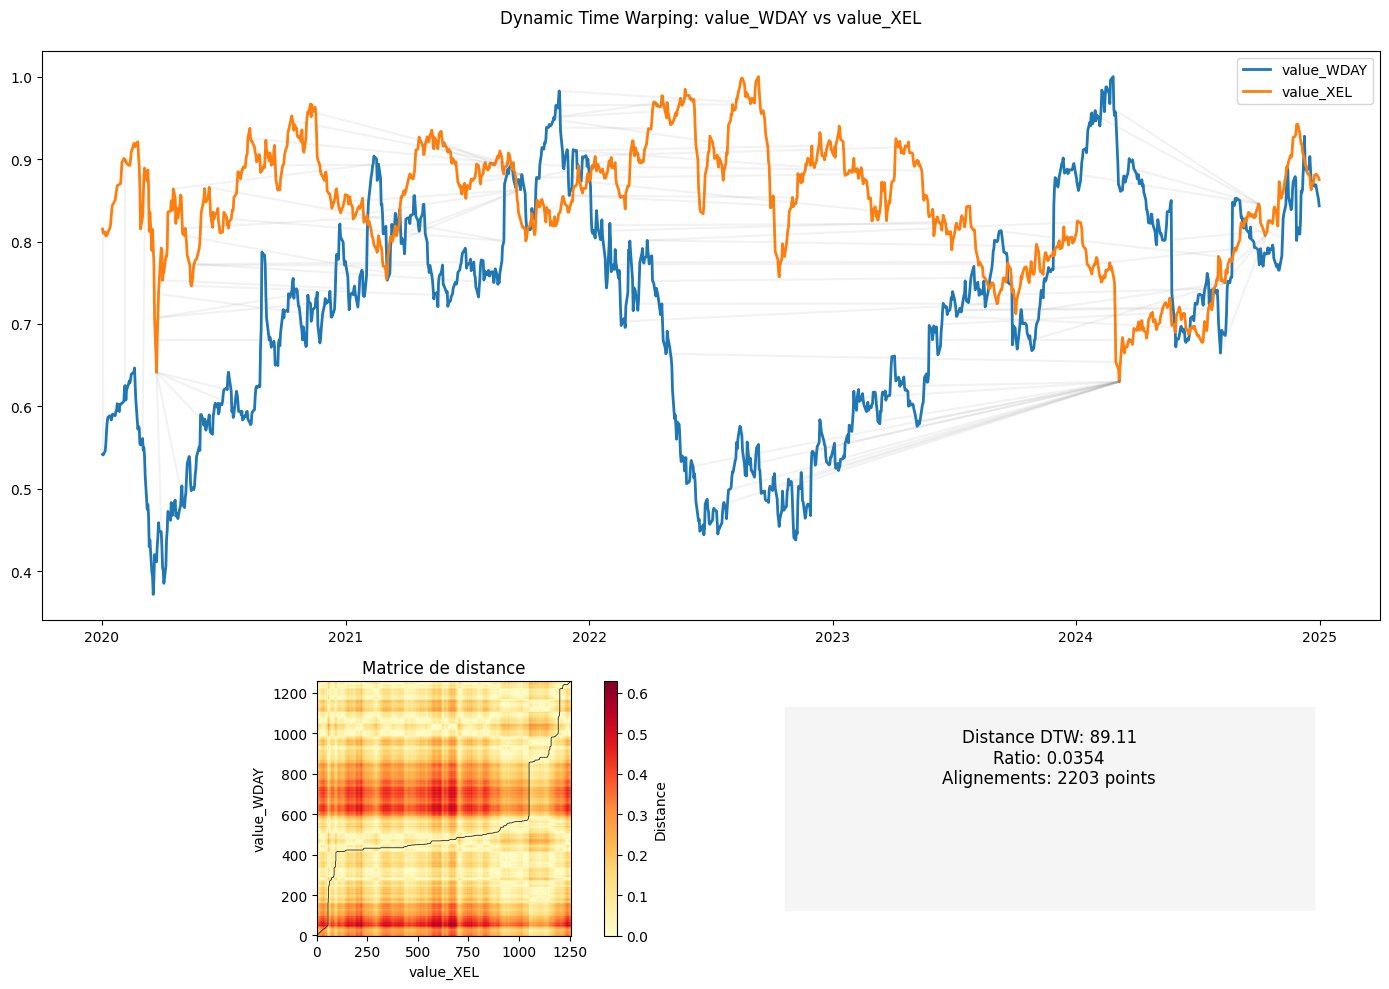 Dynamic Time Warping: value_WDAY vs value_XEL
value_WDAY
value_XEL
1.0
0.9
0.8
0.7
0.6
0.5
0.4
2020 2021 2022 2023 2024 2025
Matrice de distance
value_WDAY
1200
1000
800
600
400
200
0
0 250 500 750 1000 1250
value_XEL
0.6
0.5
0.4
0.3
0.2
0.1
0.0
Distance
Distance DTW: 89.11
Ratio: 0.0354
Alignements: 2203 points